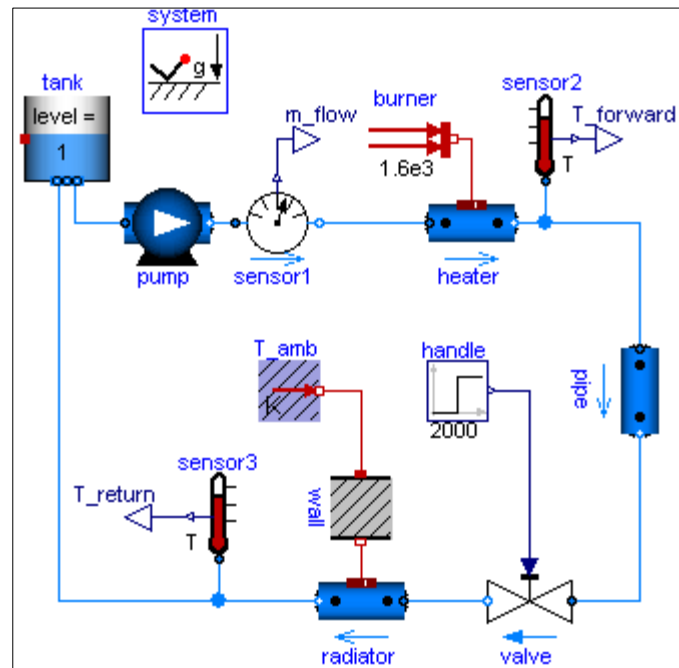 system
tank
level =
1
g
m_flow
burner
1.6e3
sensor2
T_forward
T
pump
sensor1
heater
T_amb
K
handle
2000
pipe
sensor3
T_return
T
wall
radiator
valve